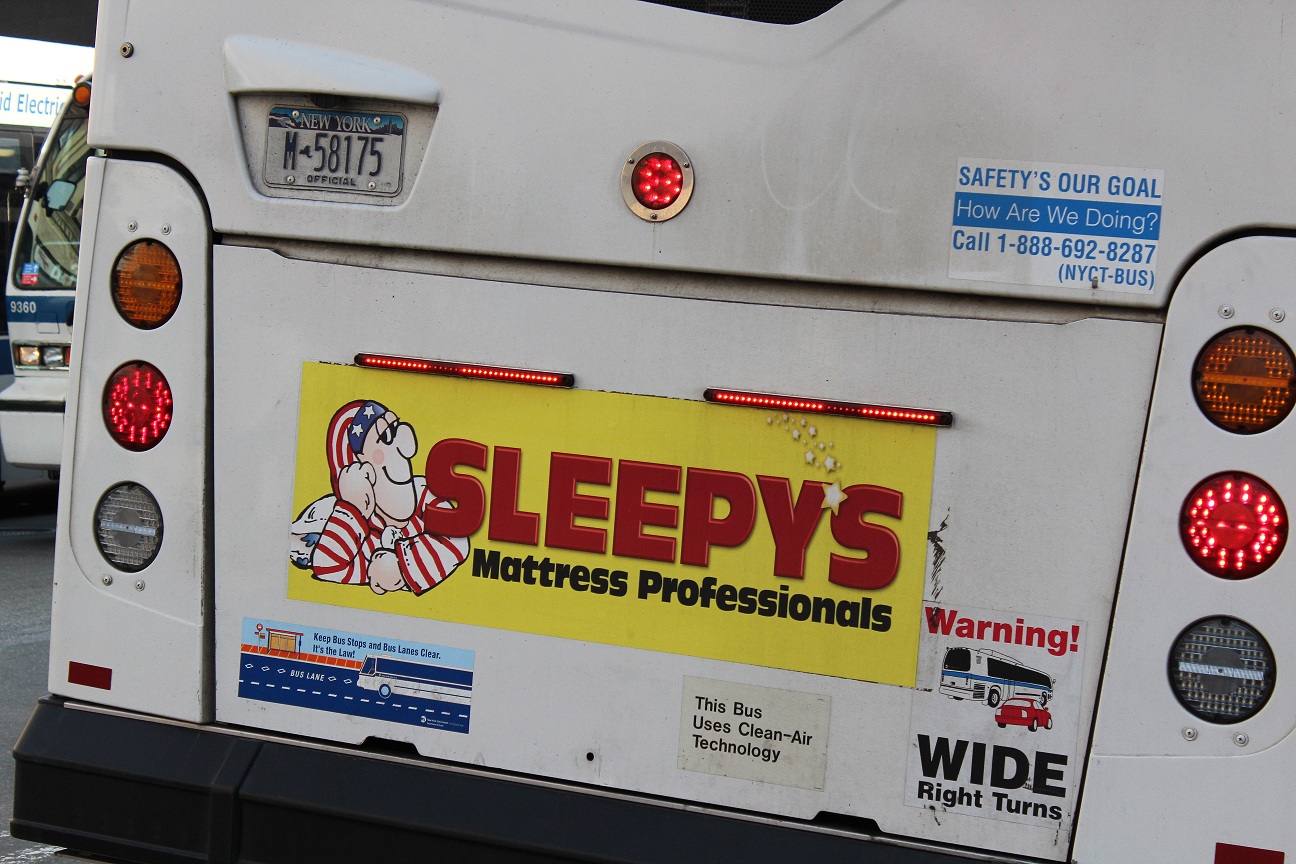 id Electric
NEW YORK
M 58175
OFFICIAL
SAFETY'S OUR GOAL
How Are We Doing?
Call 1-888-692-8287
(NYCT-BUS)
9360
SLEEPY'S
Mattress Professionals
Keep Bus Stops and Bus Lanes Clear.
It's the Law!
BUS LANE
This Bus
Uses Clean-Air
Technology
Warning!
WIDE
Right Turns